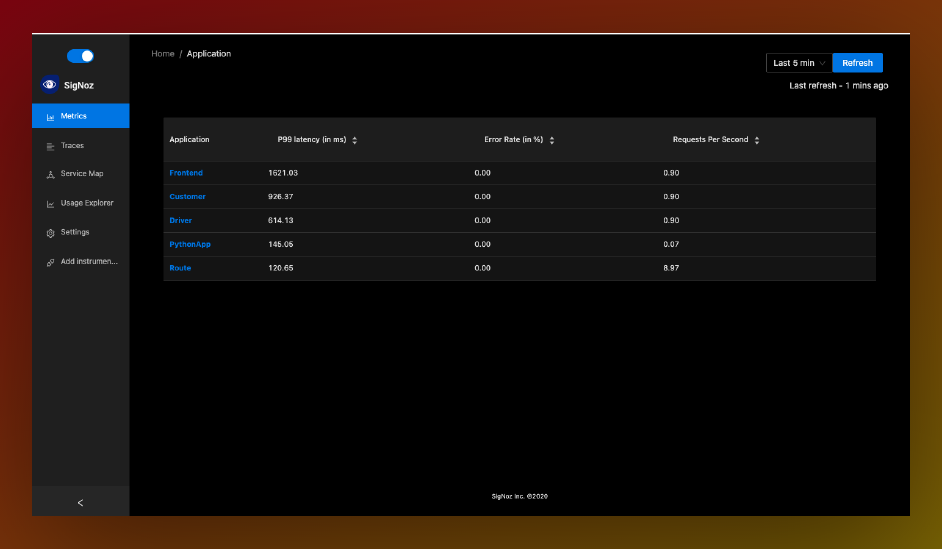 SigNoz
Metrics
Traces
Service Map
Usage Explorer
Settings
Add instrumen...
Home / Application
Last 5 min
Refresh
Last refresh - 1 mins ago
Application P99 latency (in ms) Error Rate (in %) Requests Per Second
Frontend 1621.03 0.00 0.90
Customer 926.37 0.00 0.90
Driver 614.13 0.00 0.90
PythonApp 145.05 0.00 0.07
Route 120.65 0.00 8.97
SigNoz Inc. ©2020